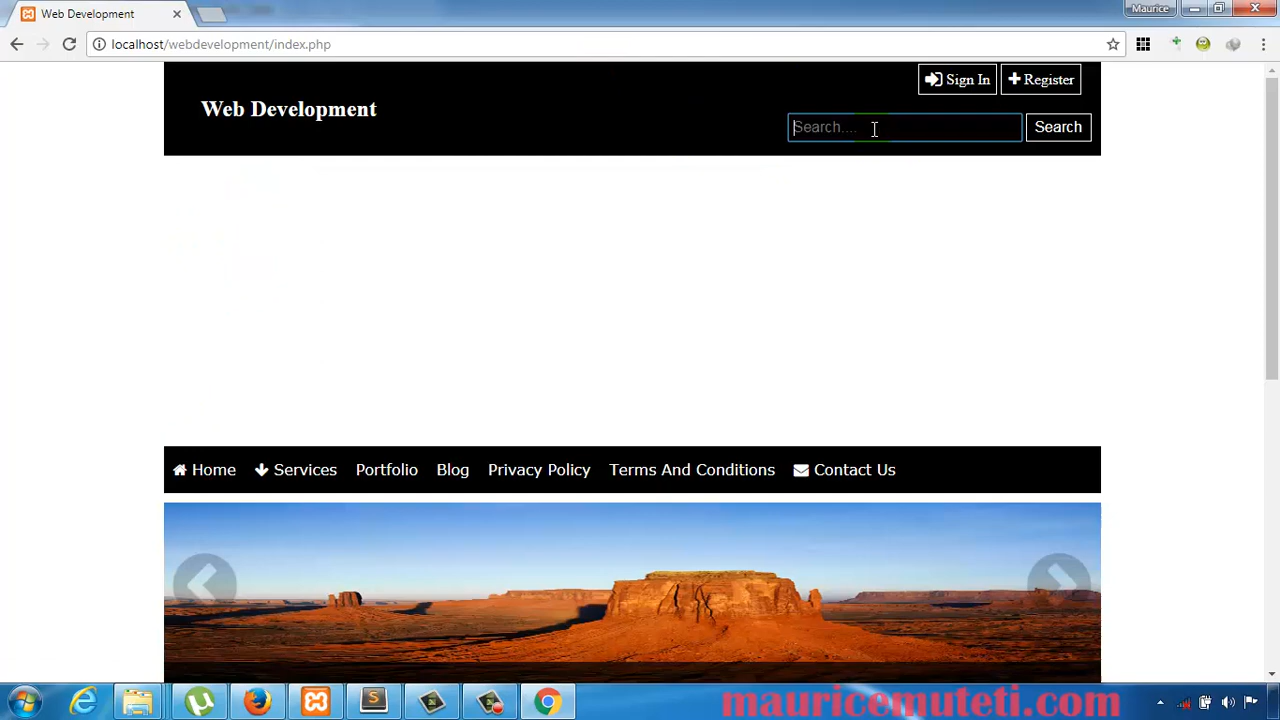 Web Development
Maurice
localhost/webdevelopment/index.php
Sign In
Register
Web Development
Search....
Search
Home
Services
Portfolio
Blog
Privacy Policy
Terms And Conditions
Contact Us
mauricemuteti.com